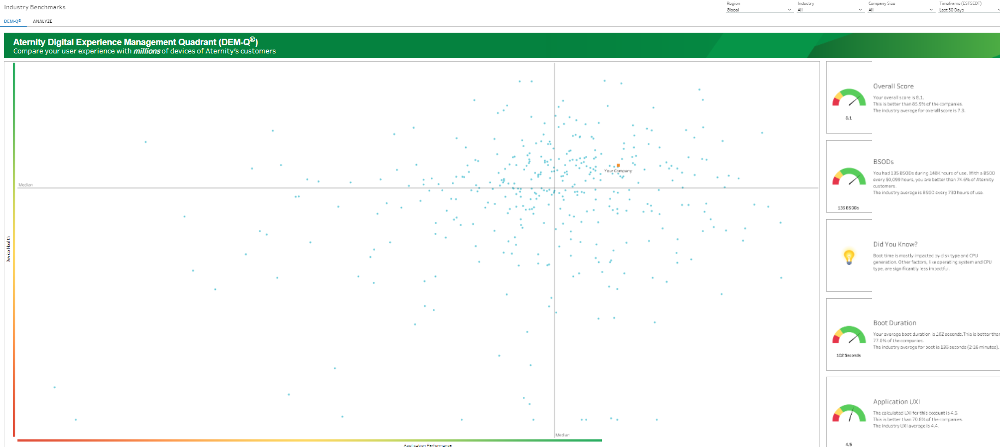 Industry Benchmarks
Region
Global
Industry
All
Company Size
All
Timeframe (EST5EDT)
Last 30 Days
DEM-Q®
ANALYZE
Aternity Digital Experience Management Quadrant (DEM-Q®)
Compare your user experience with millions of devices of Aternity's customers
Your Company
Median
Device Health
Median
Application Performance
Overall Score
Your overall score is 8.1.
This is better than 85.9% of the companies.
The industry average for overall score is 7.3.
8.1
BSODs
You had 135 BSODs during 148K hours of use. With a BSOD
every hours, you are better than 74.6% of Aternity
customers.
The industry average is BSOD every 730 hours of use.
135 BSODs
Did You Know?
Boot time is mostly impacted by disk type and CPU
generation. Other factors, like operating system and CPU
type, are significantly less impactful.
Boot Duration
Your average boot duration is 102 seconds. This is better than
77.8% of the companies.
The industry average for boot is 136 seconds (2:16 minutes).
102 Seconds
Application UXI
The calculated UXI for this account is 4.5.
This is better than 70.8% of the companies.
The industry UXI average is 4.4.
4.5